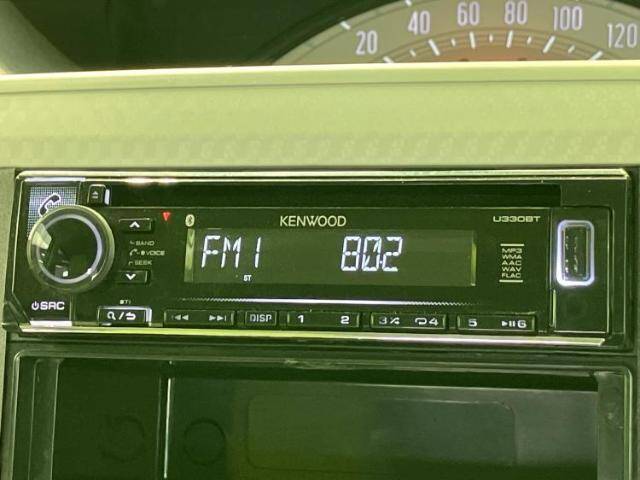 20 40 60 80 100 120
KENWOOD U330BT
BAND
VOICE
SEEK
FM1 802
ST
MP3
WMA
AAC
WAV
FLAC
SRC
DISP 1 2 3 4 5 6